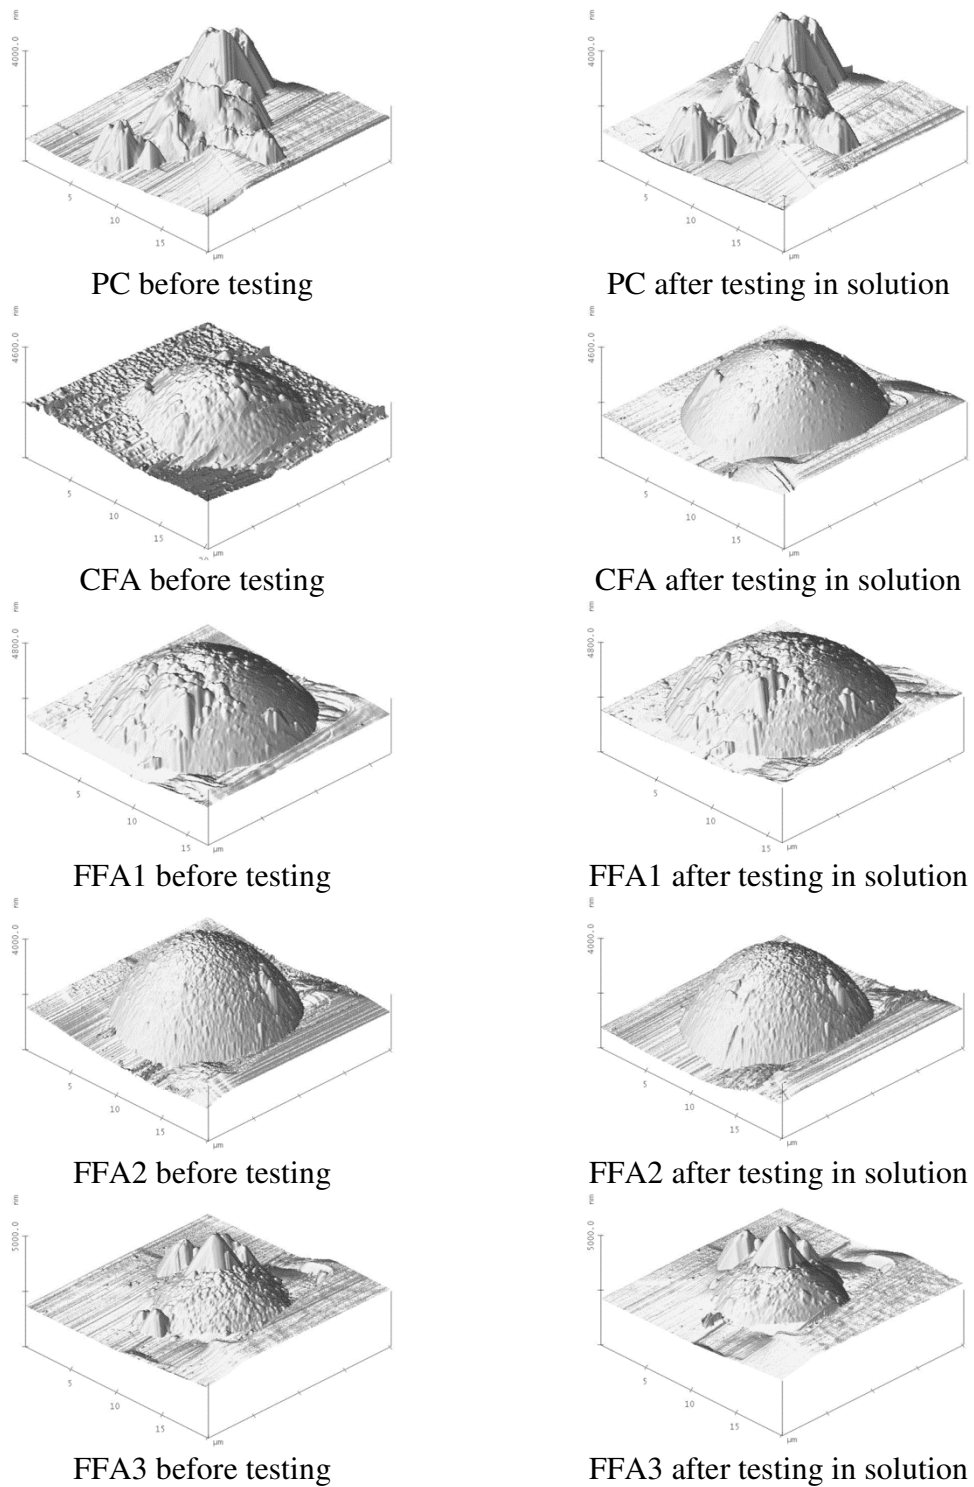 nm nm
4000.0 4000.0
5 5
10 10
15 15
µm µm
PC before testing PC after testing in solution
nm nm
4600.0 4600.0
5 5
10 10
15 15
µm µm
CFA before testing CFA after testing in solution
nm nm
4800.0 4800.0
5 5
10 10
15 15
µm µm
FFA1 before testing FFA1 after testing in solution
nm nm
4000.0 4000.0
5 5
10 10
15 15
µm µm
FFA2 before testing FFA2 after testing in solution
nm nm
5000.0 5000.0
5 5
10 10
15 15
µm µm
FFA3 before testing FFA3 after testing in solution